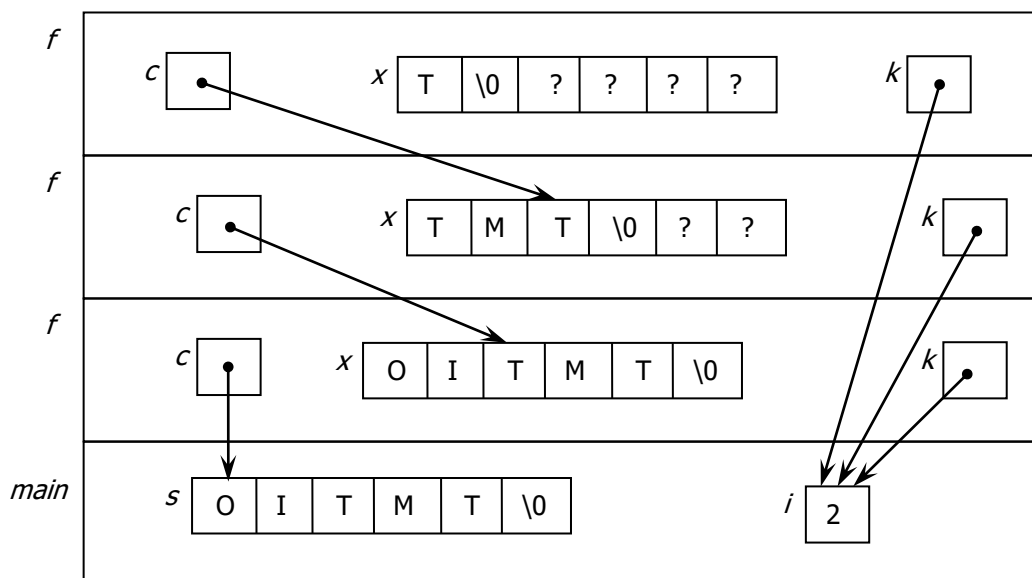 f
c x T \0 ? ? ? ? k
f
c x T M T \0 ? ? k
f
c x O I T M T \0 k
main s O I T M T \0 i 2